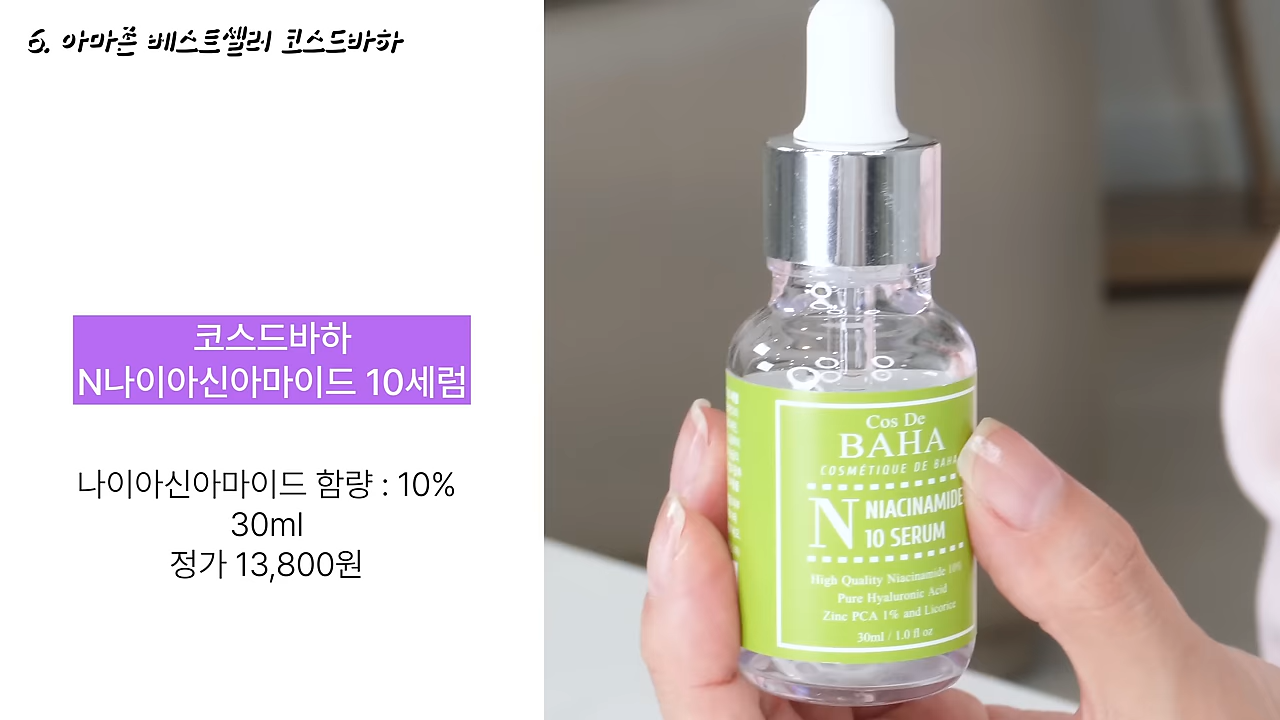 6. 아마존 베스트셀러 코스드바하
코스드바하
N나이아신아마이드 10세럼
나이아신아마이드 함량 : 10%
30ml
정가 13,800원
Cos De
BAHA
COSMÉTIQUE DE BAHA
N NIACINAMIDE
10 SERUM
High Quality Niacinamide 10%
Pure Hyaluronic Acid
Zinc PCA 1% and Licorice
30ml / 1.0 fl oz